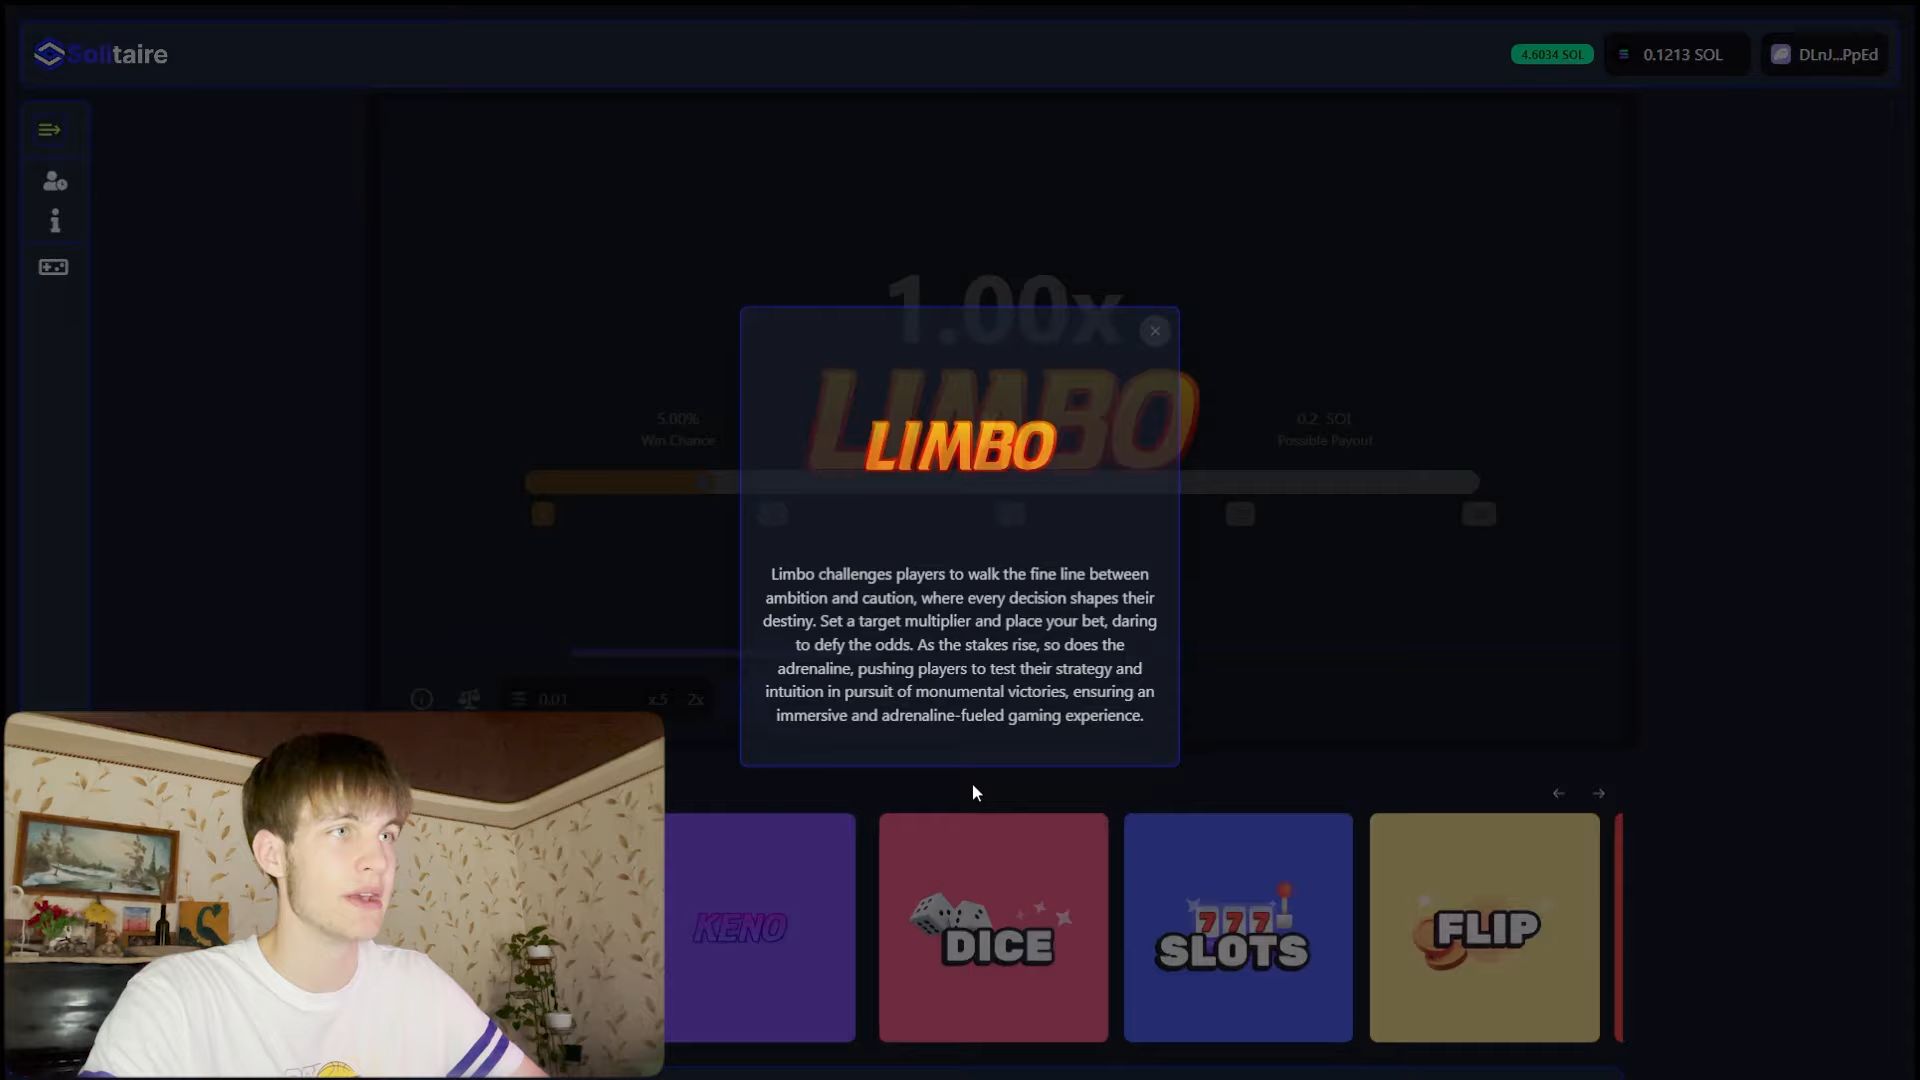 Solitaire
4.6034 SOL
0.1213 SOL
DLnJ...PpEd
1.00x
LIMBO
5.00%
Win Chance
0.2. SOL
Possible Payout
LIMBO
Limbo challenges players to walk the fine line between
ambition and caution, where every decision shapes their
destiny. Set a target multiplier and place your bet, daring
to defy the odds. As the stakes rise, so does the
adrenaline, pushing players to test their strategy and
intuition in pursuit of monumental victories, ensuring an
immersive and adrenaline-fueled gaming experience.
0.01
x.5
2x
KENO
DICE
777
SLOTS
FLIP